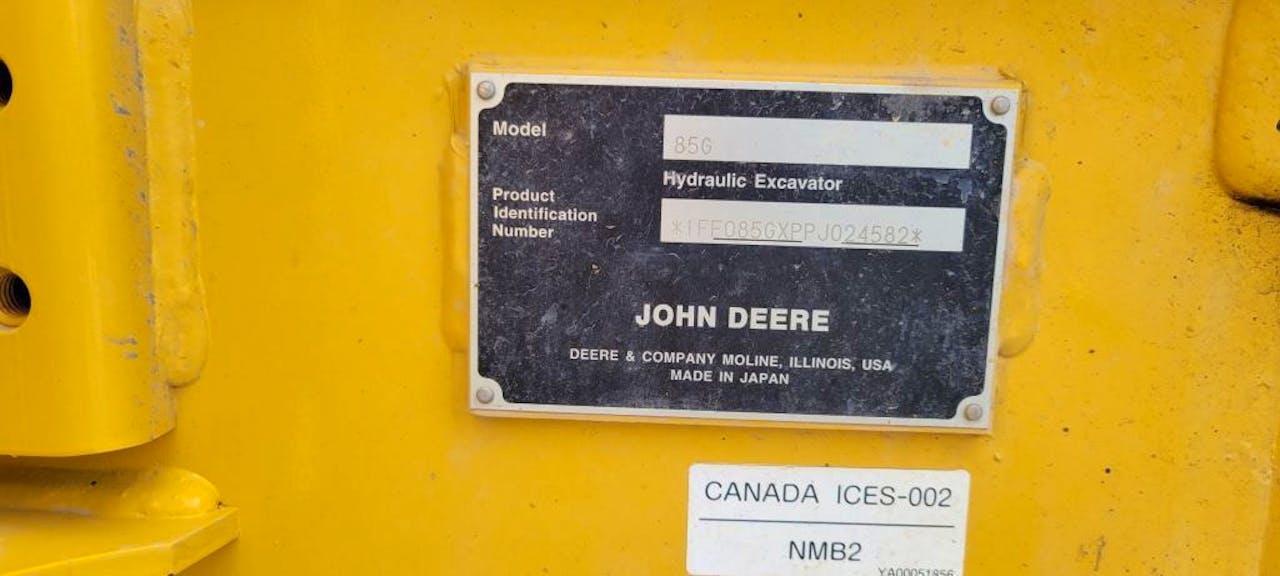 Model
85G
Hydraulic Excavator
Product
Identification
Number
*1FF085GXPPJ024582*
JOHN DEERE
DEERE & COMPANY MOLINE, ILLINOIS, USA
MADE IN JAPAN
CANADA ICES-002
NMB2
YA00051856